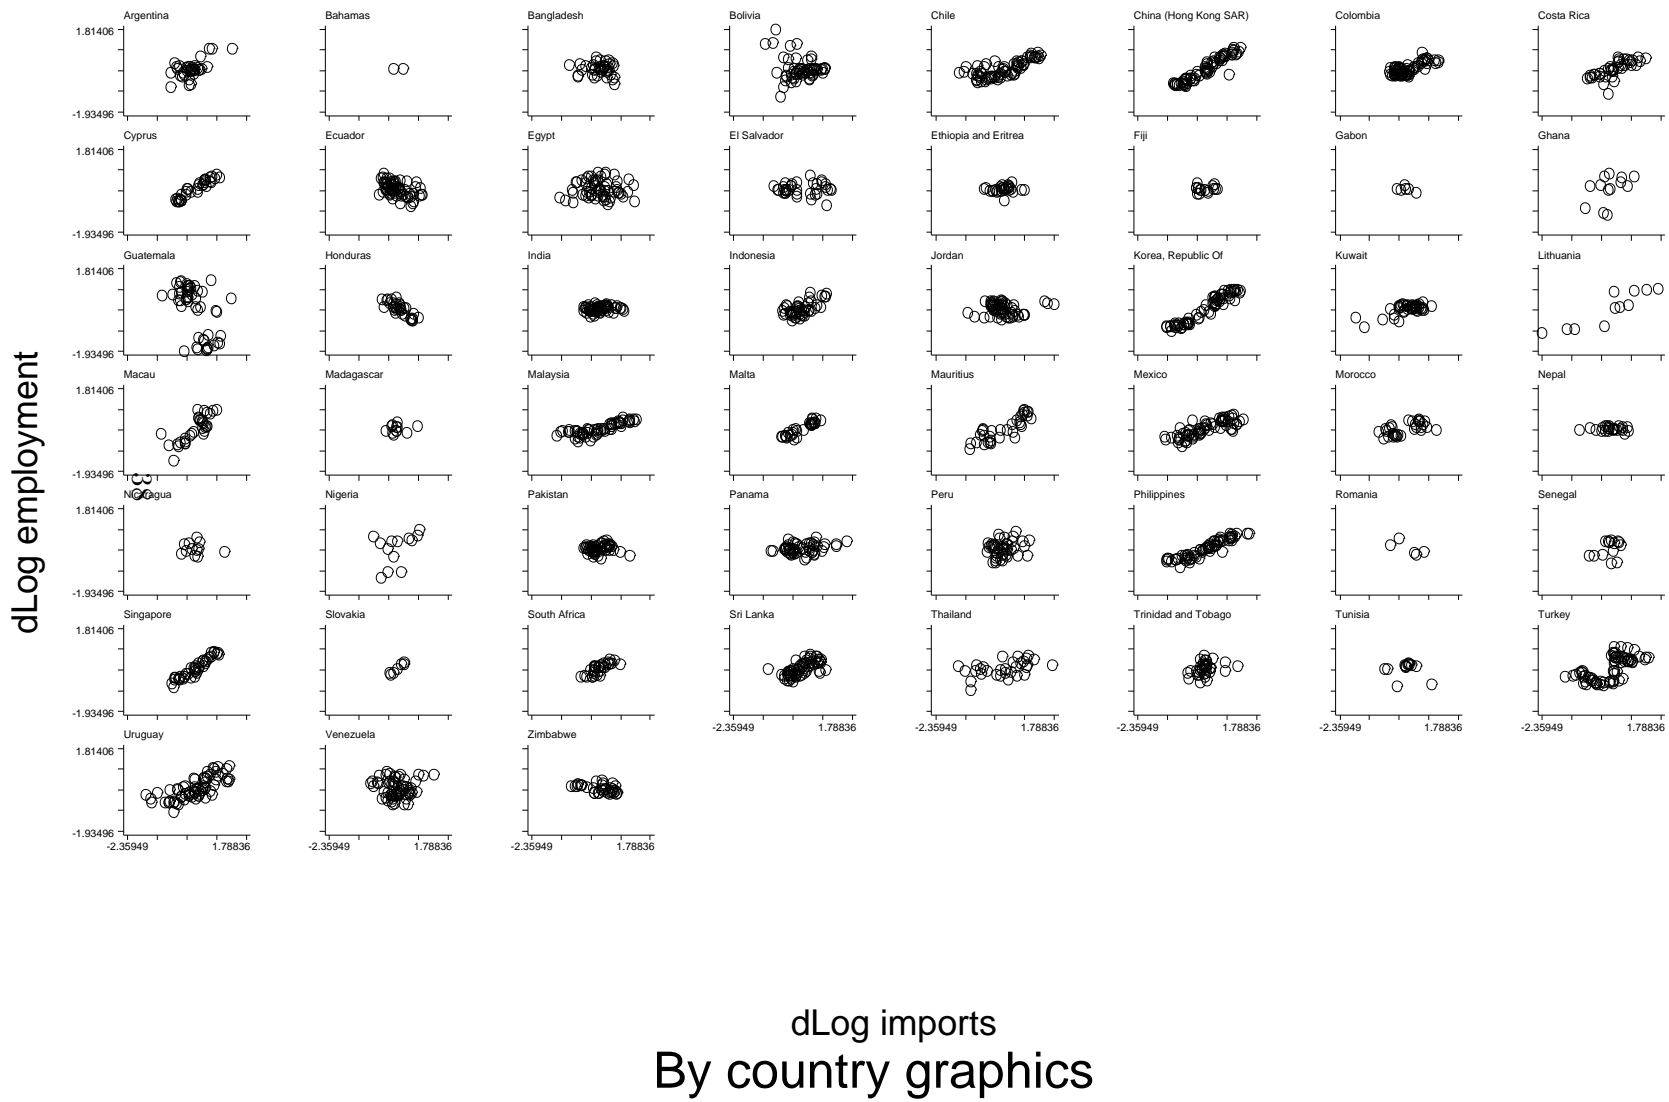 Argentina Bahamas Bangladesh Bolivia Chile China (Hong Kong SAR) Colombia Costa Rica
1.81406
-1.93496
Cyprus Ecuador Egypt El Salvador Ethiopia and Eritrea Fiji Gabon Ghana
1.81406
-1.93496
Guatemala Honduras India Indonesia Jordan Korea, Republic Of Kuwait Lithuania
1.81406
-1.93496
Macau Madagascar Malaysia Malta Mauritius Mexico Morocco Nepal
1.81406
-1.93496
38
Nicaragua Nigeria Pakistan Panama Peru Philippines Romania Senegal
1.81406
-1.93496
Singapore Slovakia South Africa Sri Lanka Thailand Trinidad and Tobago Tunisia Turkey
1.81406
-1.93496
-2.35949 1.78836 -2.35949 1.78836 -2.35949 1.78836 -2.35949 1.78836 -2.35949 1.78836
Uruguay Venezuela Zimbabwe
1.81406
-1.93496
-2.35949 1.78836 -2.35949 1.78836 -2.35949 1.78836
dLog employment
dLog imports
By country graphics